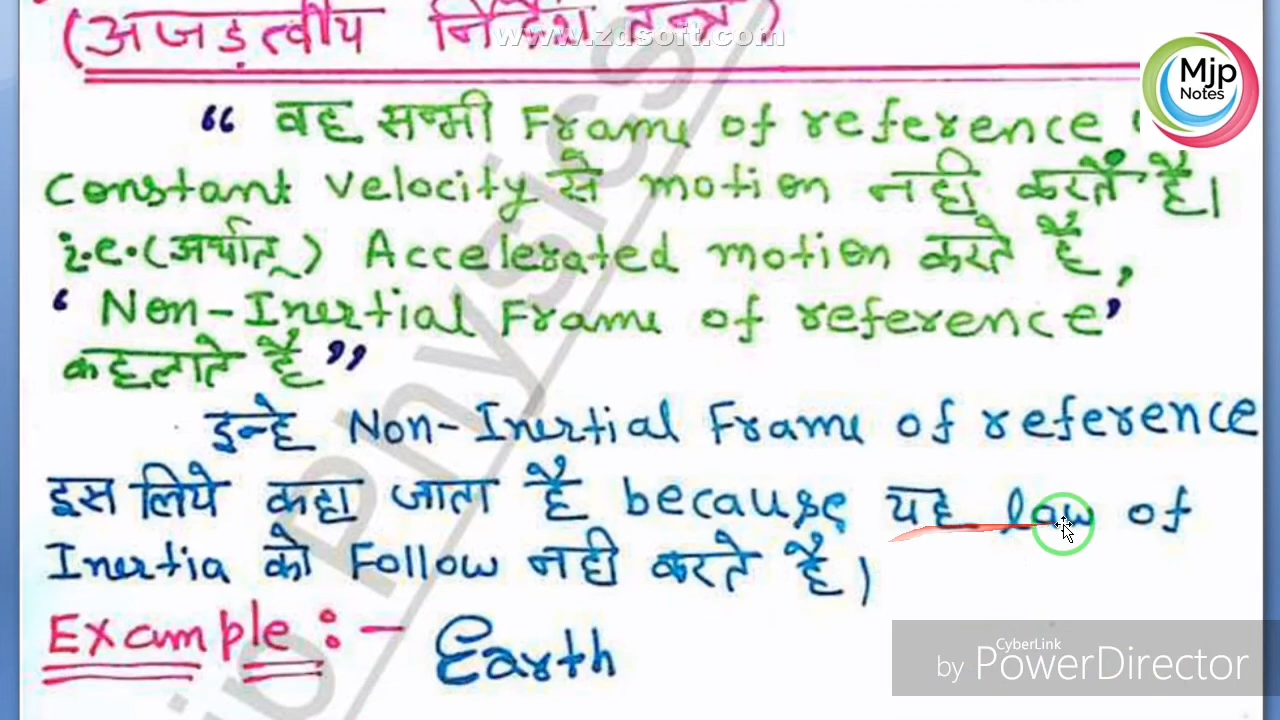 (अजड़त्वीय निर्देश तन्त्र)
www.zdsoft.com
Mjp
Notes
“ वह सभी Frame of reference
Constant velocity से motion नही करतें है।
i.e.(अर्थात्) Accelerated motion करते है,
‘ Non-Inertial Frame of reference’
कहलाते है”
इन्हे Non-Inertial Frame of reference
इस लिये कहा जाता है because यह law of
Inertia को Follow नही करते है।
Example:- Earth
Physics
CyberLink
by PowerDirector